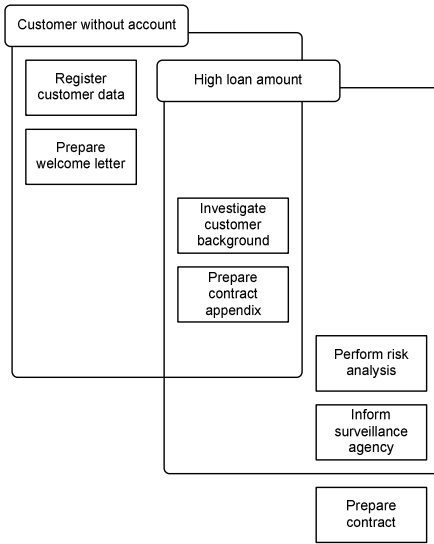 Customer without account
High loan amount
Register
customer data
Prepare
welcome letter
Investigate
customer
background
Prepare
contract
appendix
Perform risk
analysis
Inform
surveillance
agency
Prepare
contract